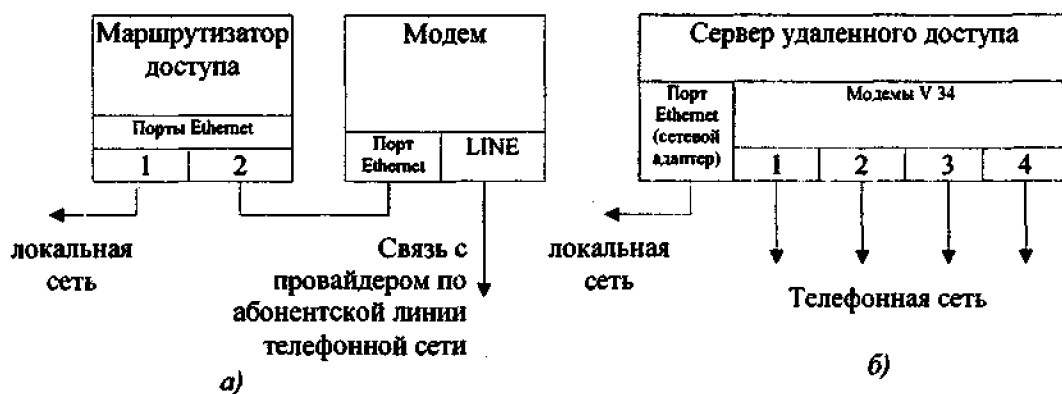 Маршрутизатор
доступа
Порты Ethernet
1 2
локальная
сеть
Модем
Порт
Ethernet
LINE
Связь с
провайдером по
абонентской линии
телефонной сети
а)
Сервер удаленного доступа
Порт
Ethernet
(сетевой
адаптер)
Модемы V 34
1 2 3 4
локальная
сеть
Телефонная сеть
б)